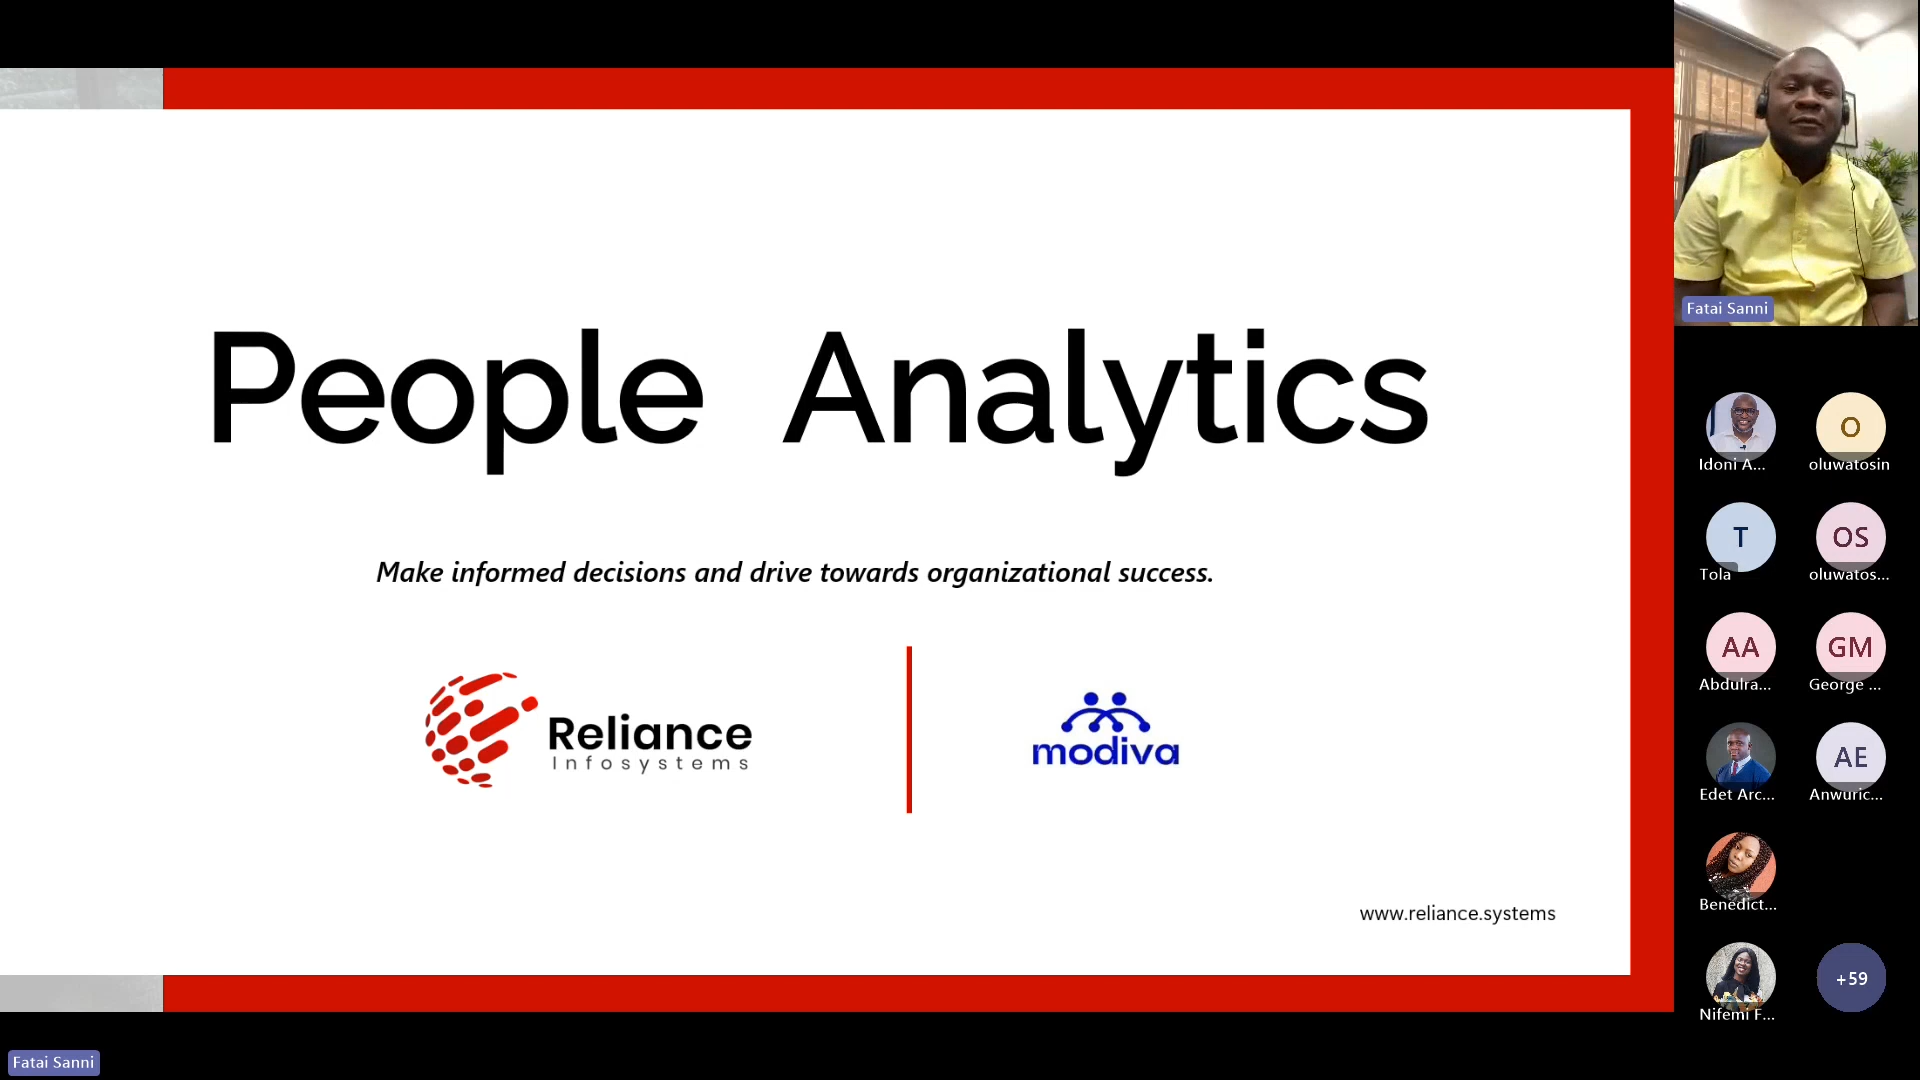 People Analytics
Make informed decisions and drive towards organizational success.
Reliance
Infosystems
modiva
www.reliance.systems
Fatai Sanni
Idoni A...
O
oluwatosin
T
Tola
OS
oluwatos...
AA
Abdulra...
GM
George ...
Edet Arc...
AE
Anwuric...
Benedict...
Nifemi F...
+59
Fatai Sanni